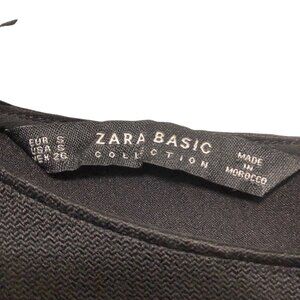 EUR S
USA S
MEX 26
ZARA BASIC
COLLECTION
MADE
IN
MOROCCO